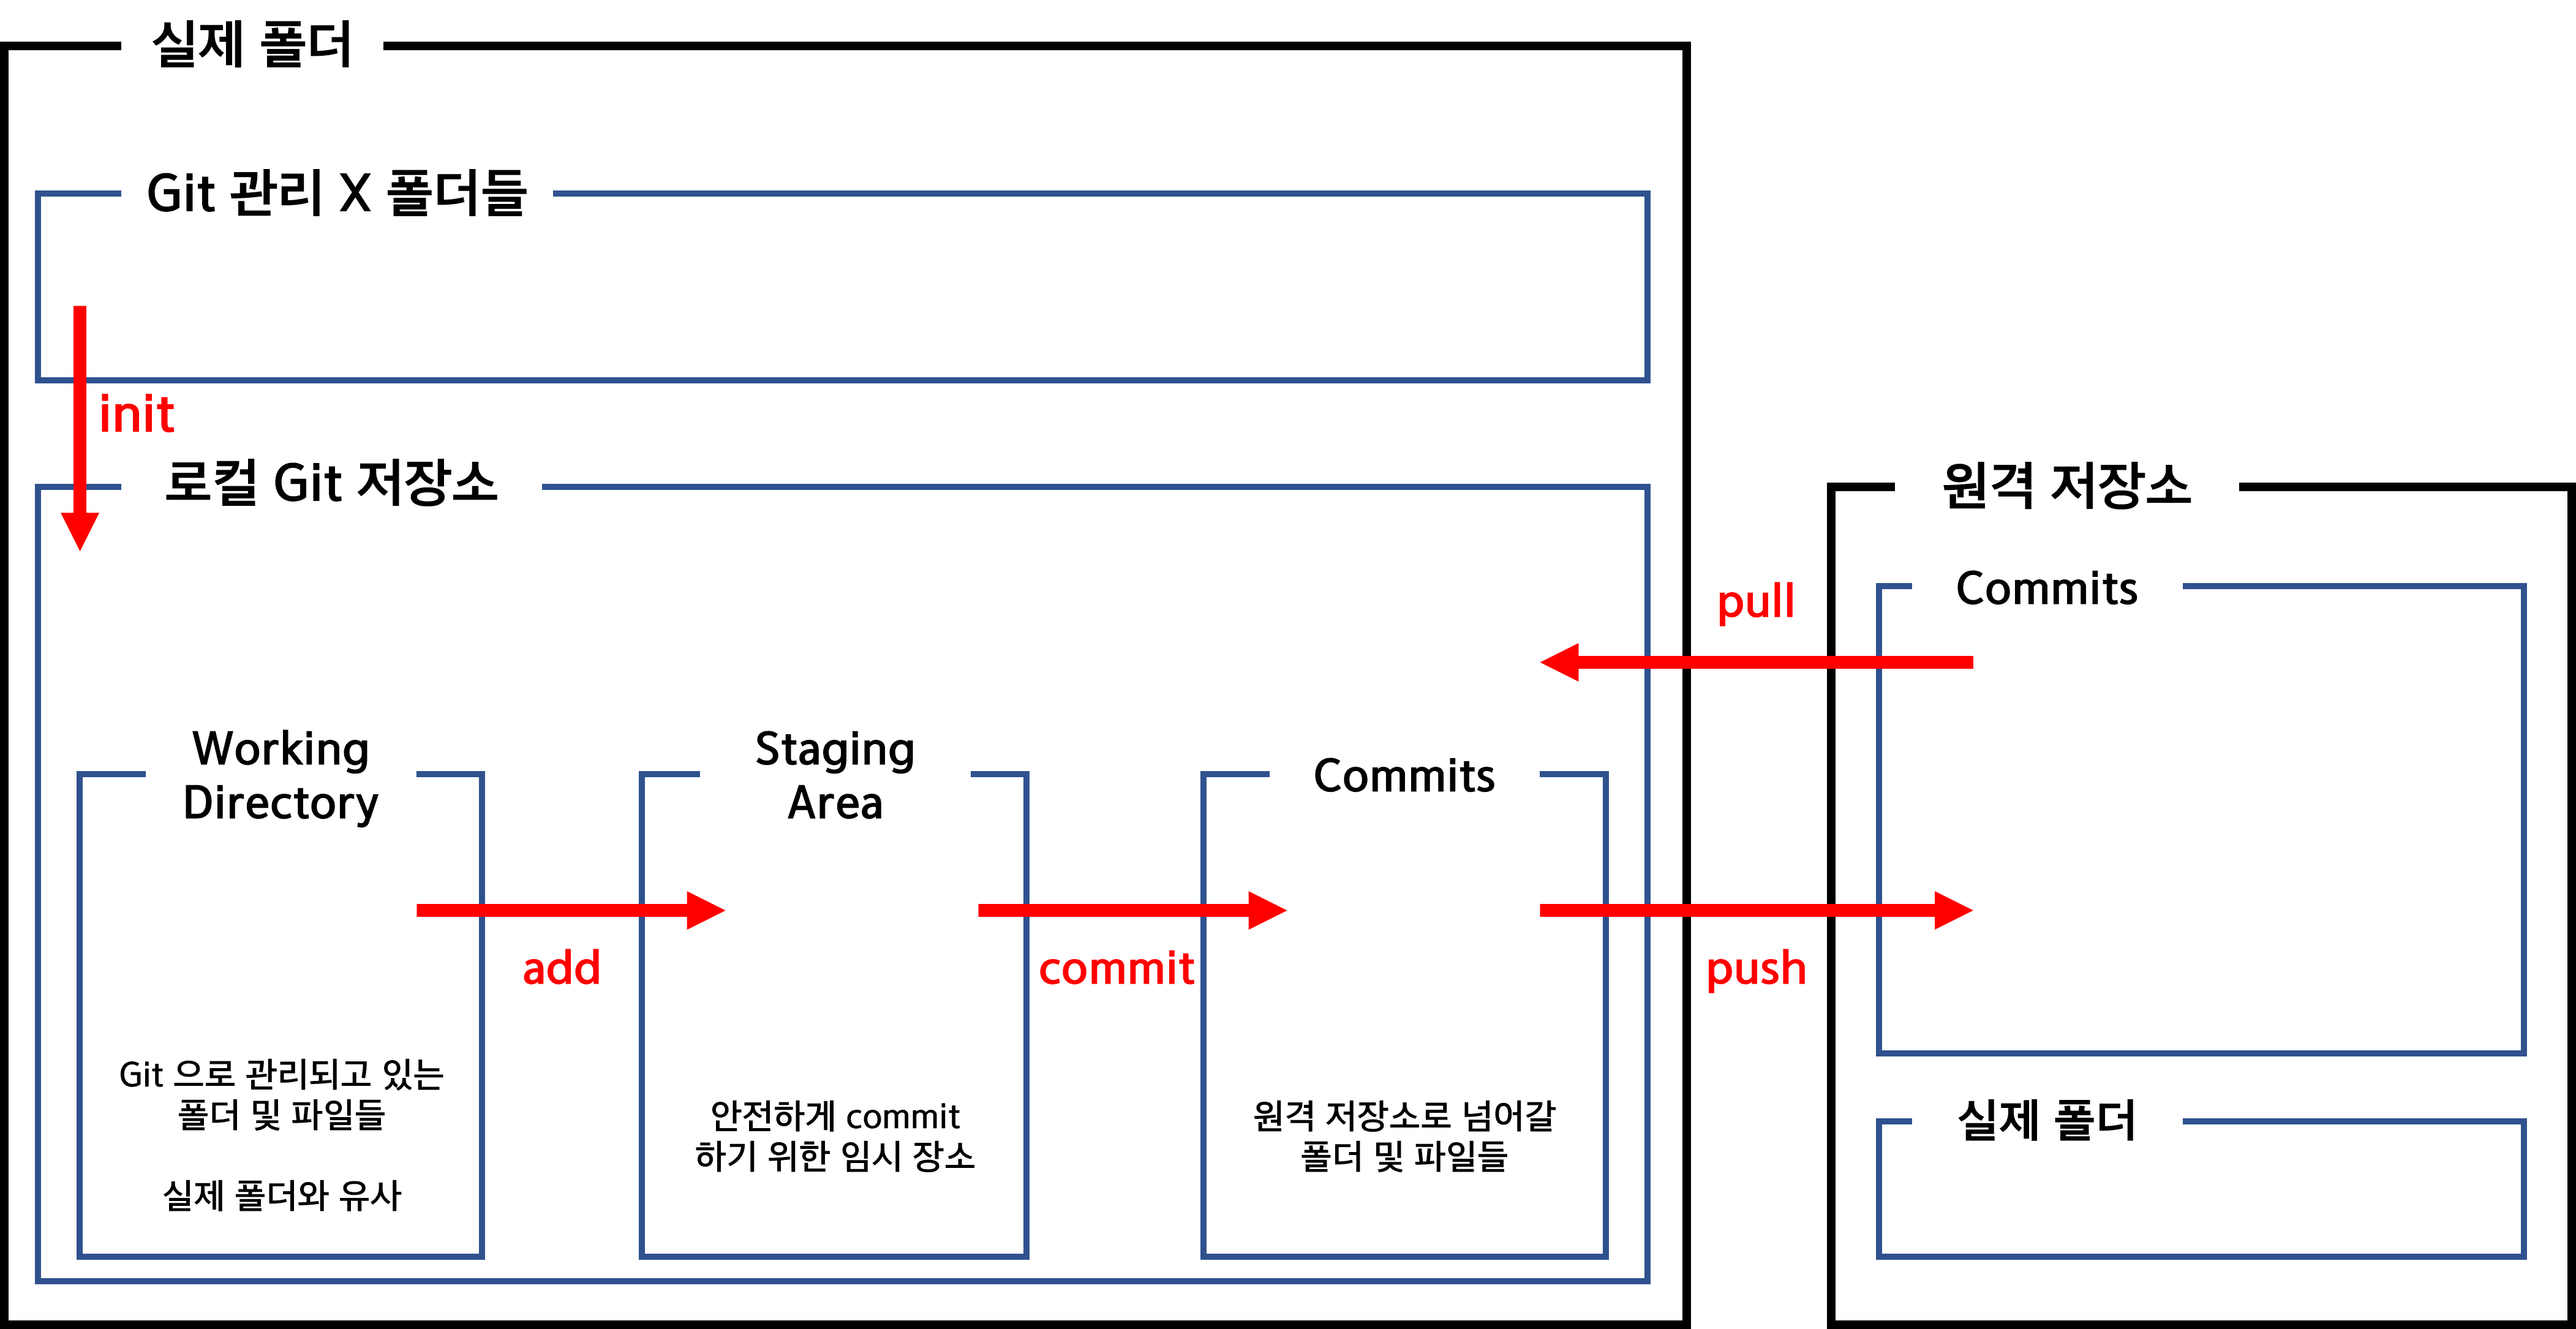 실제 폴더
Git 관리 X 폴더들
init
로컬 Git 저장소
Working
Directory
Git 으로 관리되고 있는
폴더 및 파일들
실제 폴더와 유사
add
Staging
Area
안전하게 commit
하기 위한 임시 장소
commit
Commits
원격 저장소로 넘어갈
폴더 및 파일들
pull
push
원격 저장소
Commits
실제 폴더